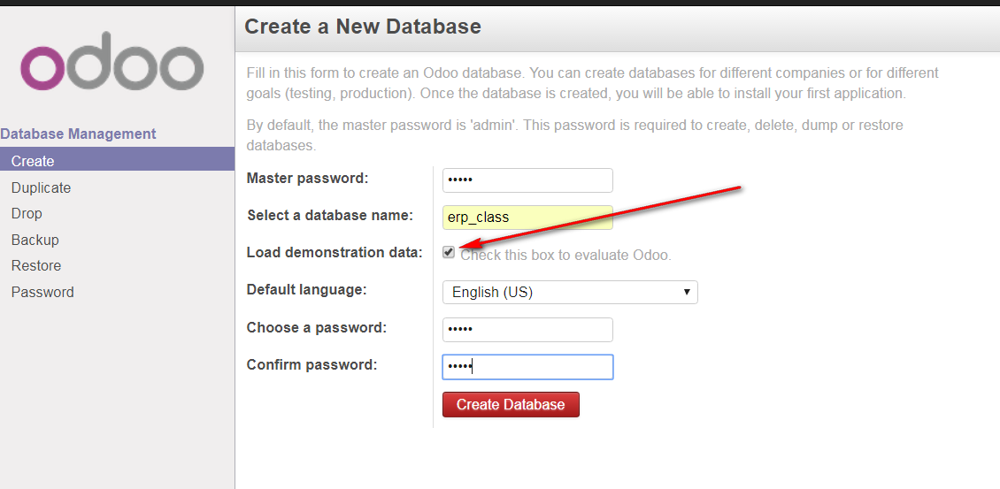 odoo
Database Management
Create
Duplicate
Drop
Backup
Restore
Password
Create a New Database
Fill in this form to create an Odoo database. You can create databases for different companies or for different
goals (testing, production). Once the database is created, you will be able to install your first application.
By default, the master password is 'admin'. This password is required to create, delete, dump or restore
databases.
Master password: •••••
Select a database name: erp_class
Load demonstration data: Check this box to evaluate Odoo.
Default language: English (US)
Choose a password: •••••
Confirm password: •••••
Create Database